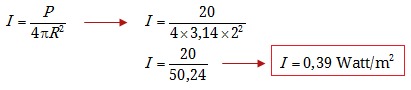 I = P / 4πR² → I = 20 / 4×3,14×2²
I = 20 / 50,24 → I = 0,39 Watt/m²